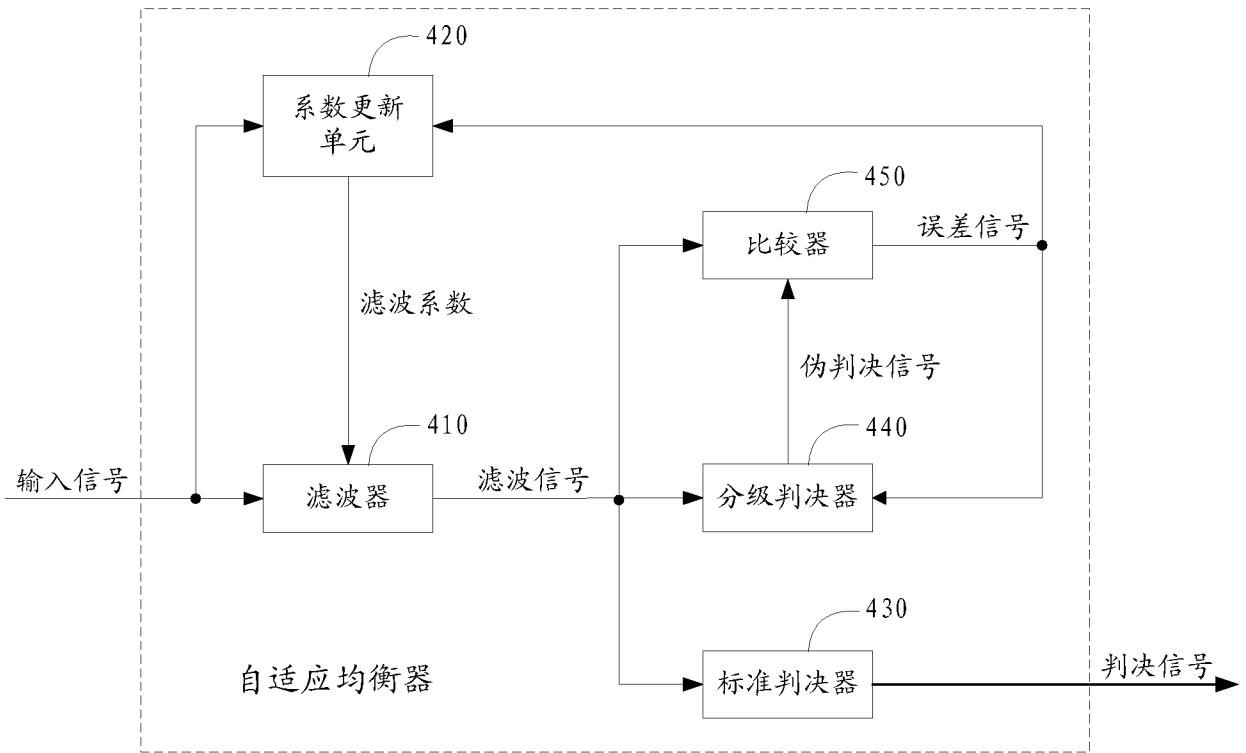 420
系数更新
单元
450
比较器
误差信号
滤波系数
伪判决信号
410
440
输入信号
滤波器
滤波信号
分级判决器
430
自适应均衡器
标准判决器
判决信号